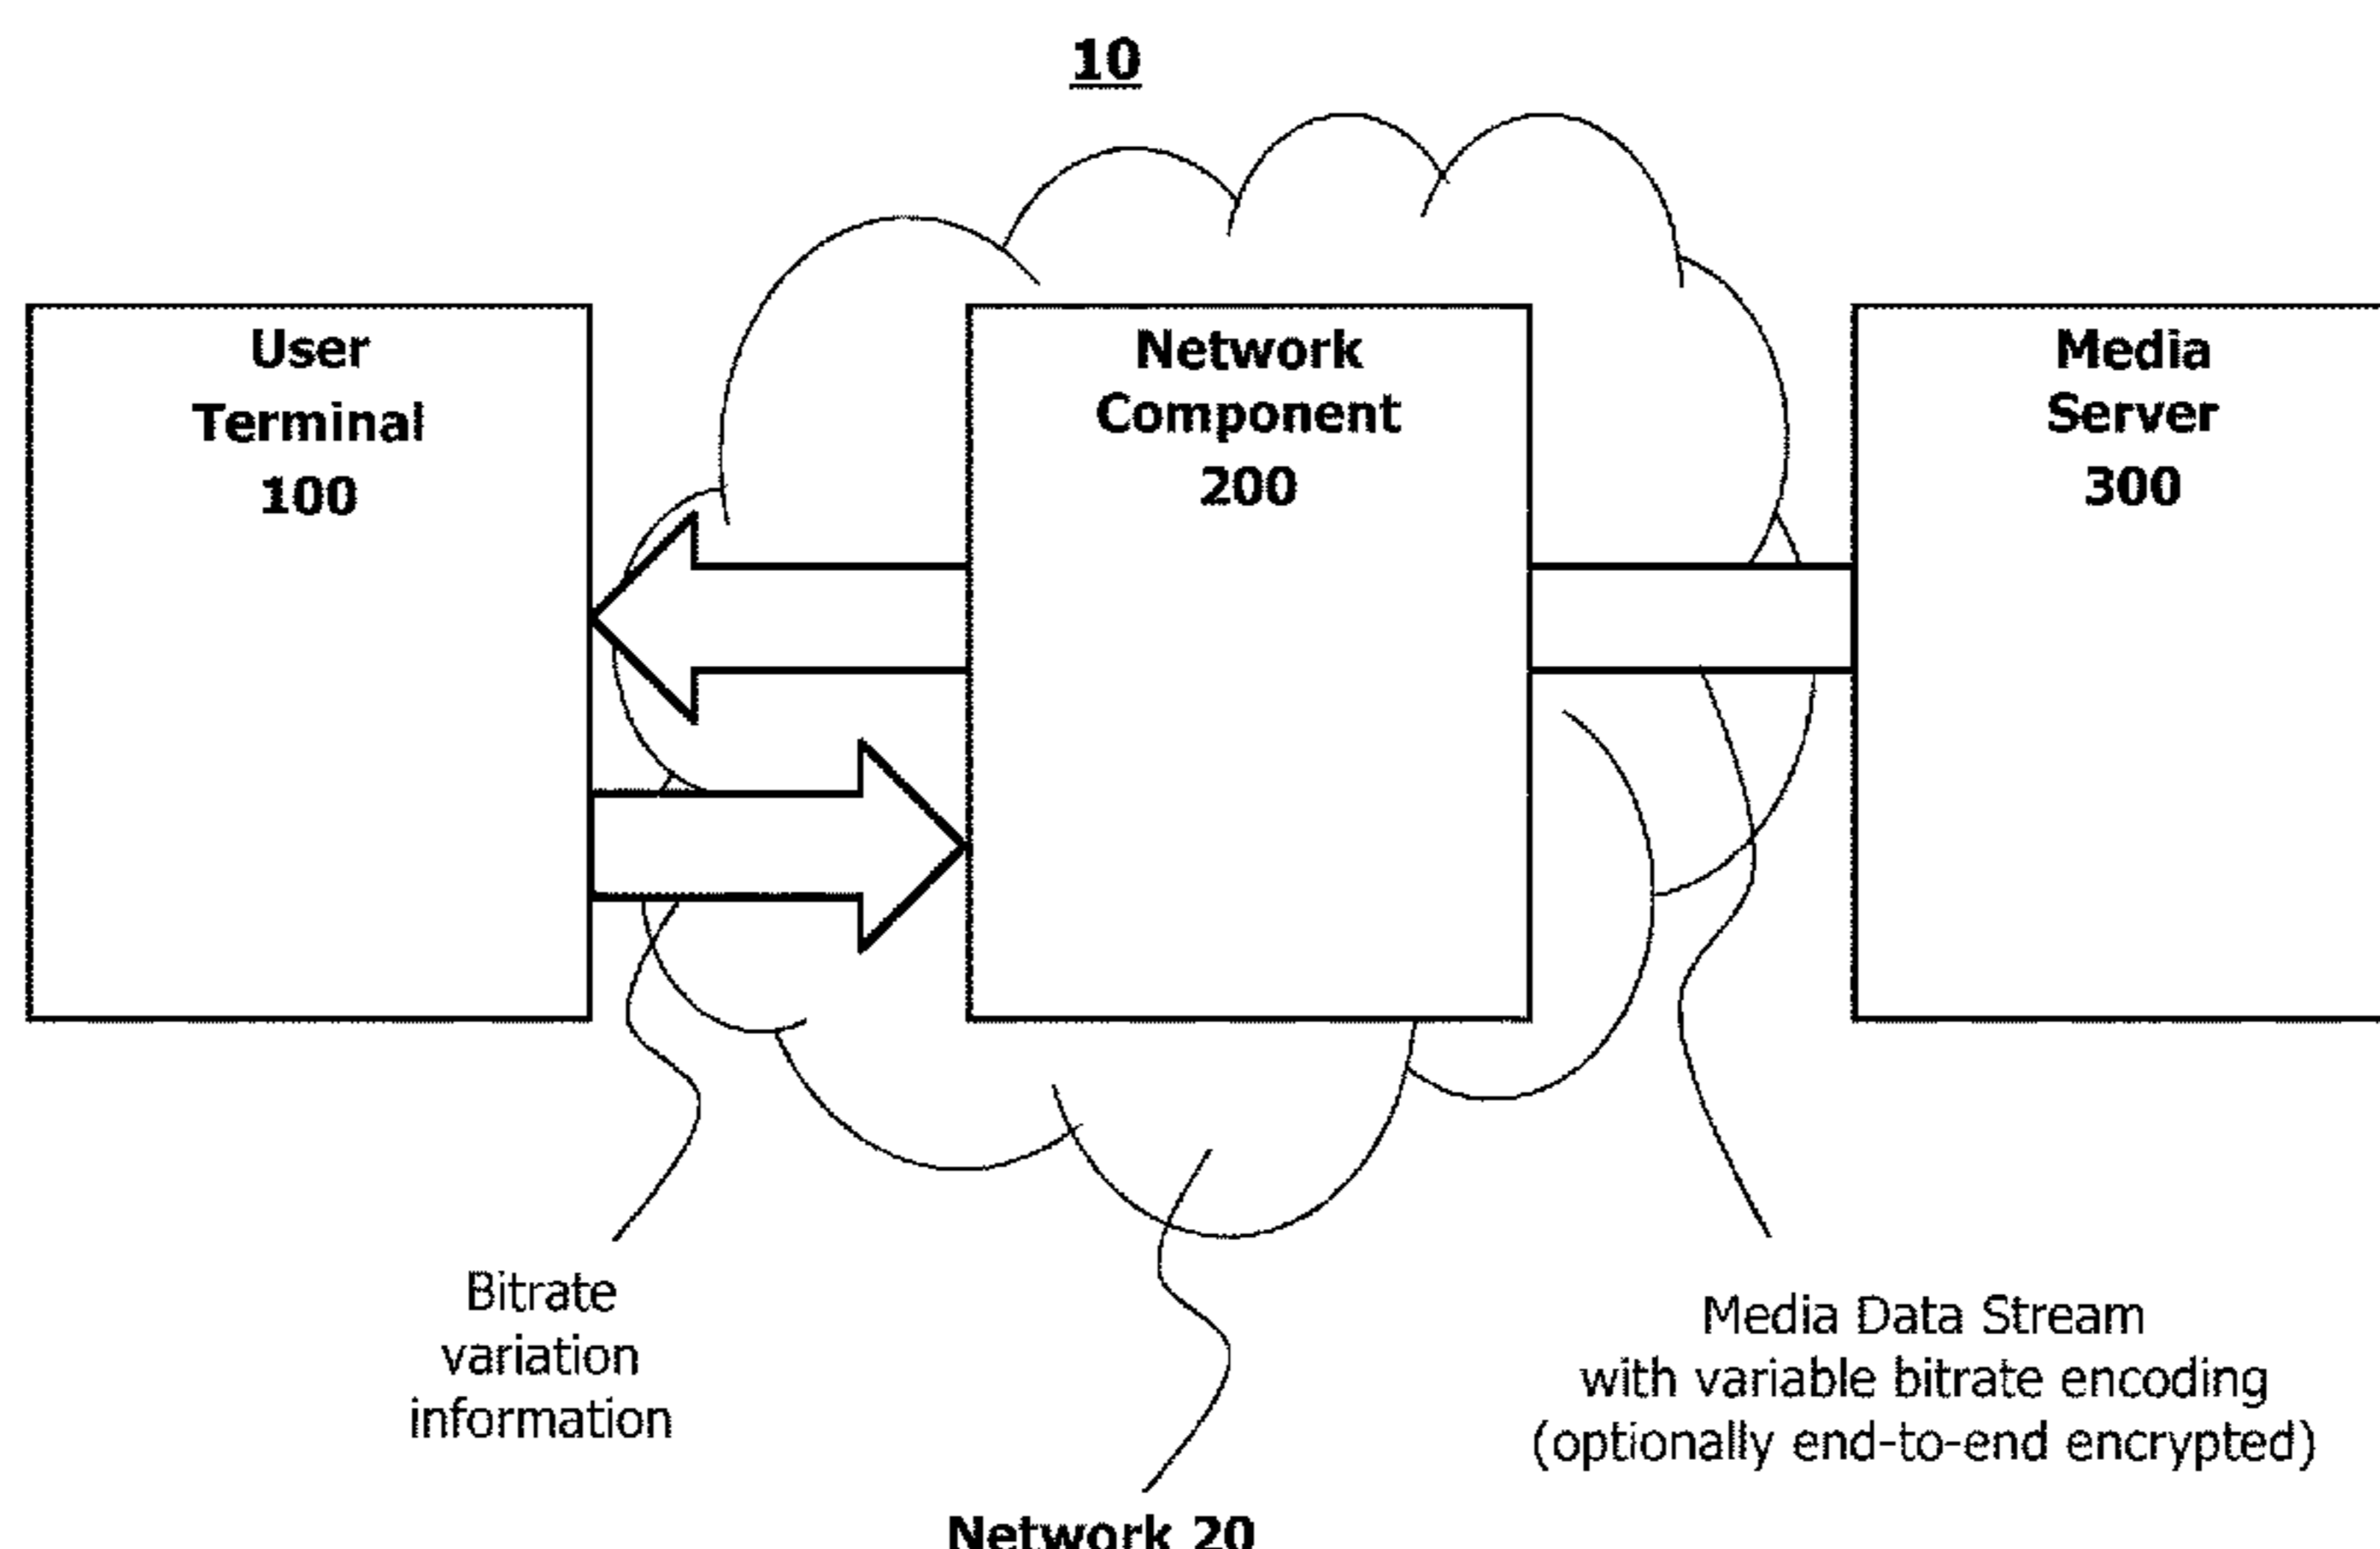 10
User
Terminal
100
Network
Component
200
Media
Server
300
Bitrate
variation
information
Media Data Stream
with variable bitrate encoding
(optionally end-to-end encrypted)
Network 20